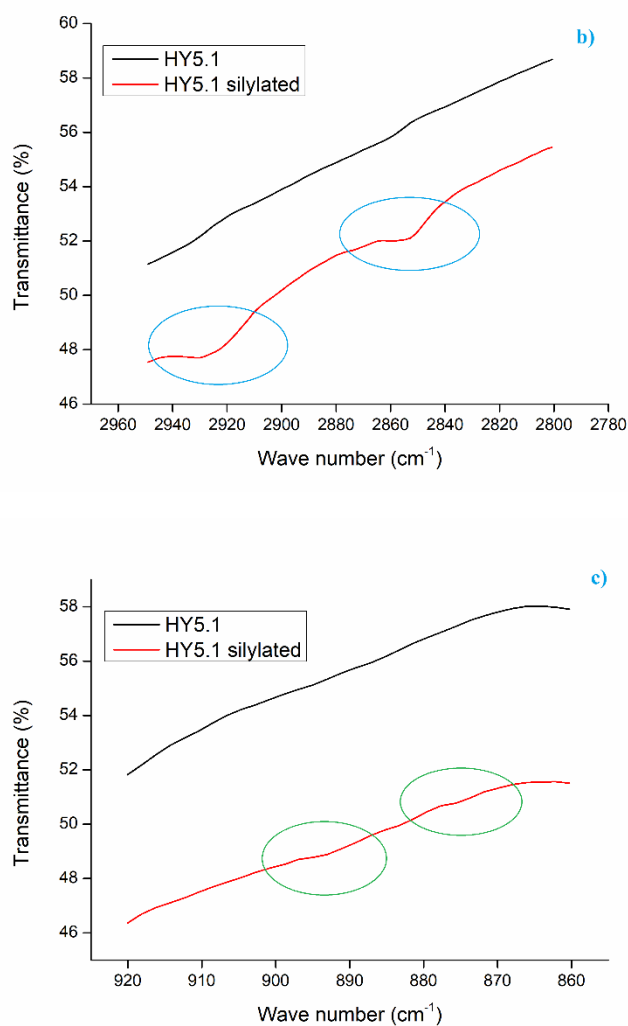 b)
HY5.1
HY5.1 silylated
Transmittance (%)
60
58
56
54
52
50
48
46
2960 2940 2920 2900 2880 2860 2840 2820 2800 2780
Wave number (cm⁻¹)
c)
HY5.1
HY5.1 silylated
Transmittance (%)
58
56
54
52
50
48
46
920 910 900 890 880 870 860
Wave number (cm⁻¹)